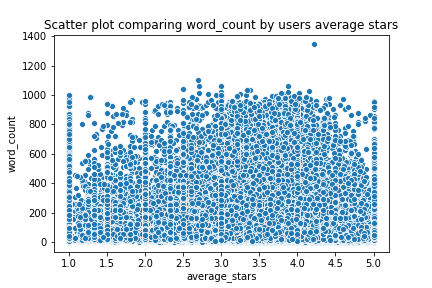 Scatter plot comparing word_count by users average stars
1400
1200
1000
800
600
400
200
0
word_count
1.0 1.5 2.0 2.5 3.0 3.5 4.0 4.5 5.0
average_stars